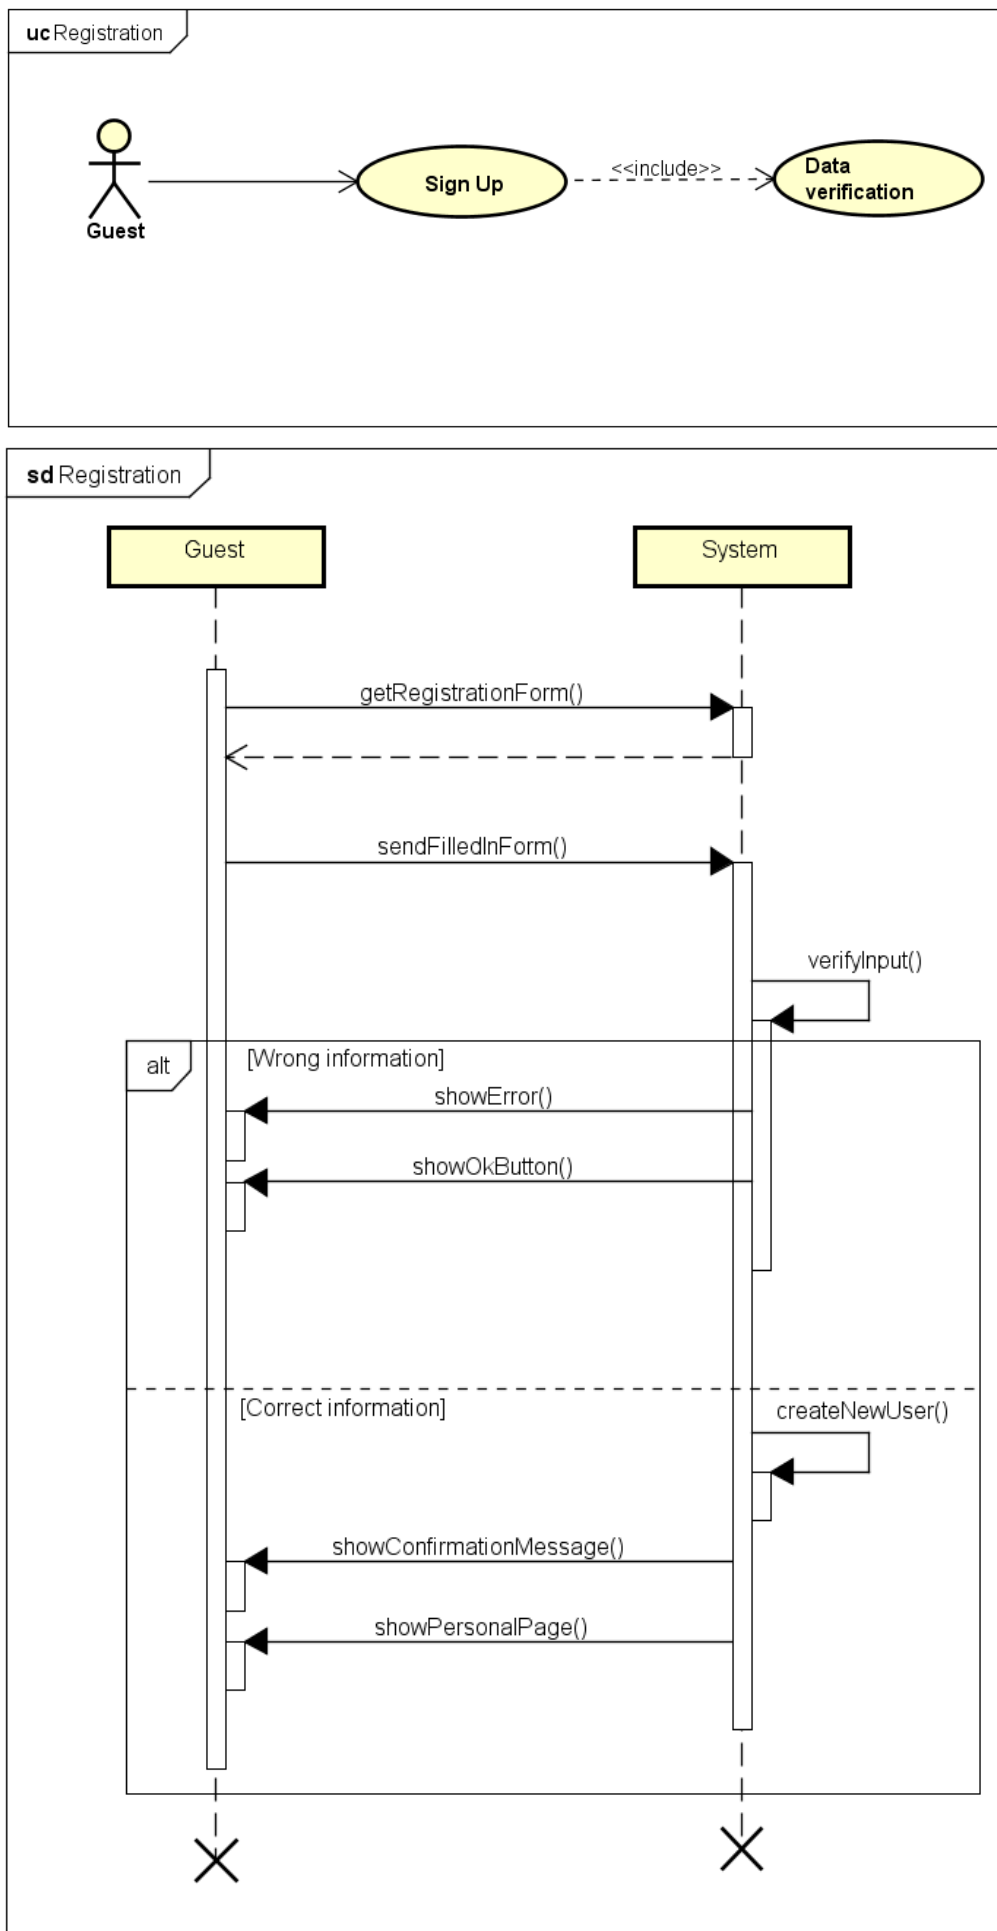 uc Registration
Guest
Sign Up
<<include>>
Data
verification
sd Registration
Guest
System
getRegistrationForm()
sendFilledInForm()
verifyInput()
alt
[Wrong information]
showError()
showOkButton()
[Correct information]
createNewUser()
showConfirmationMessage()
showPersonalPage()